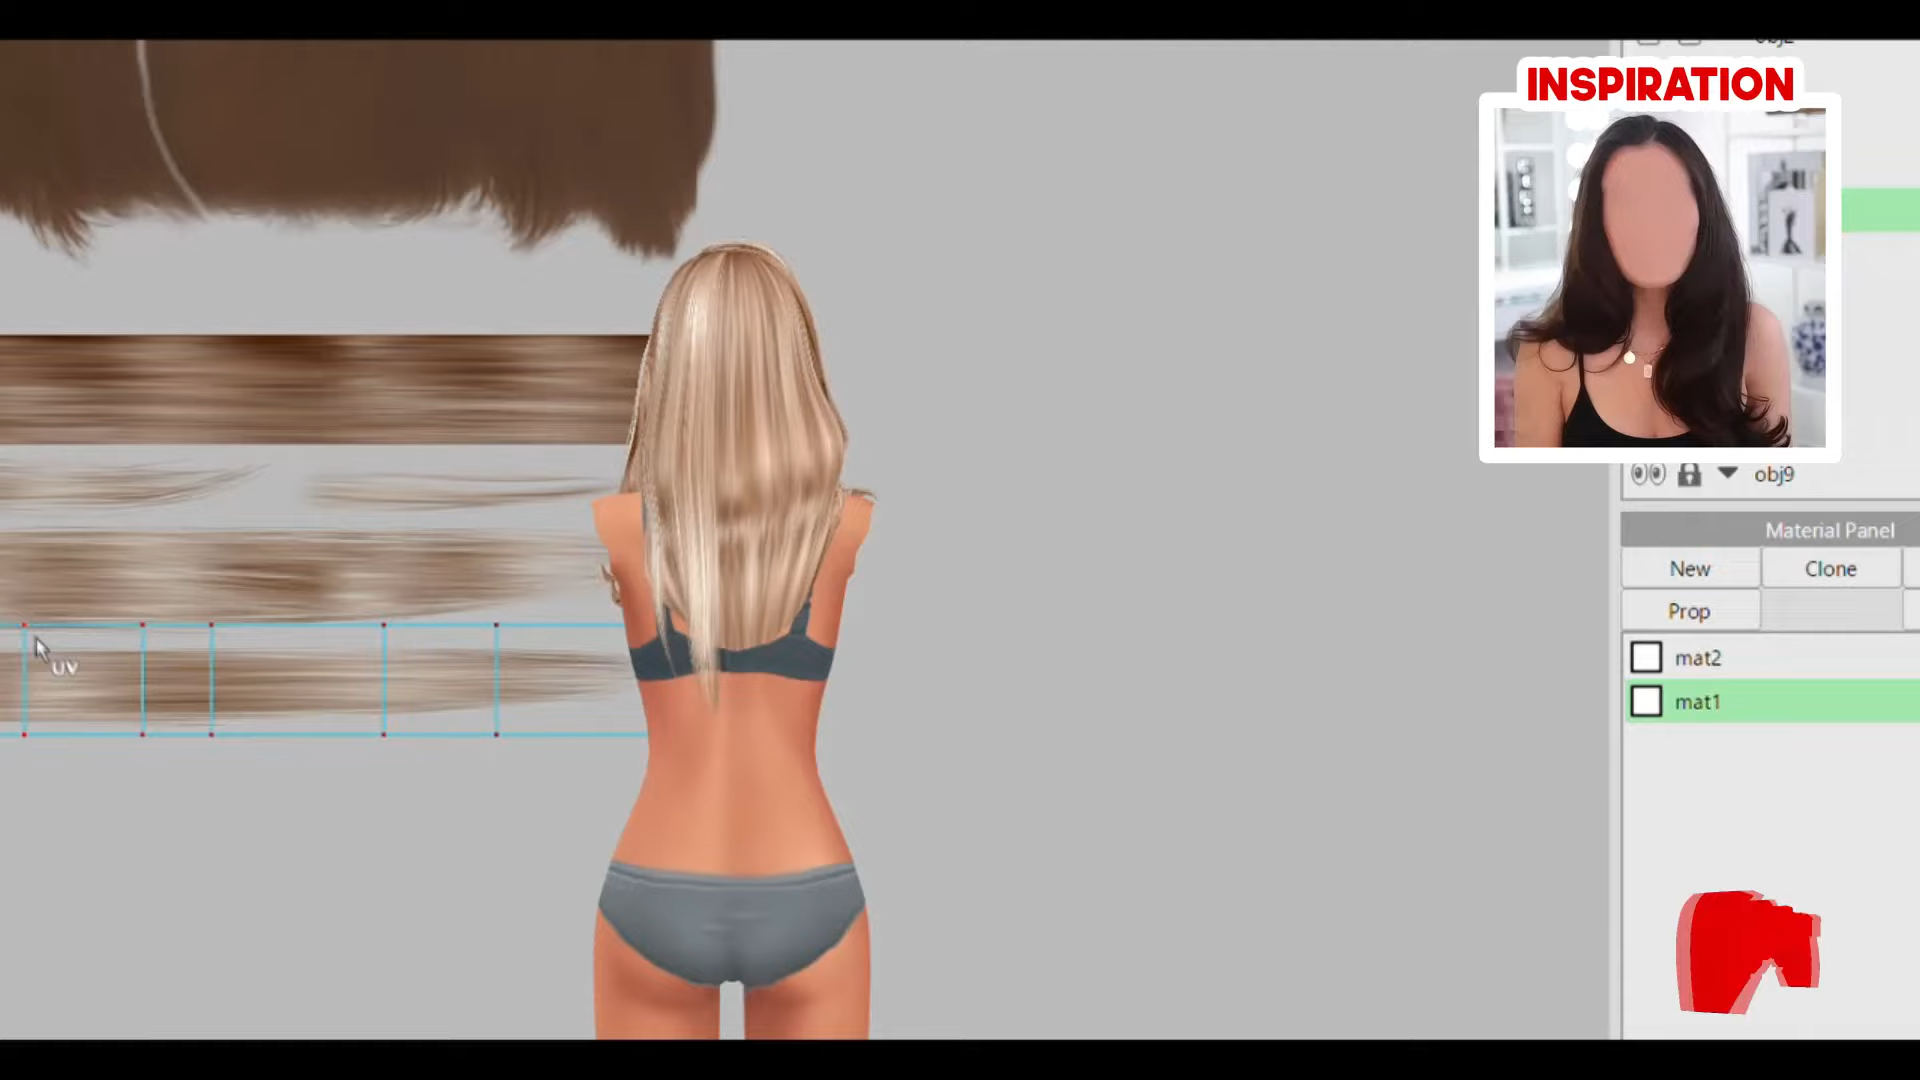 INSPIRATION
obj9
Material Panel
New Clone
Prop
mat2
mat1
UV